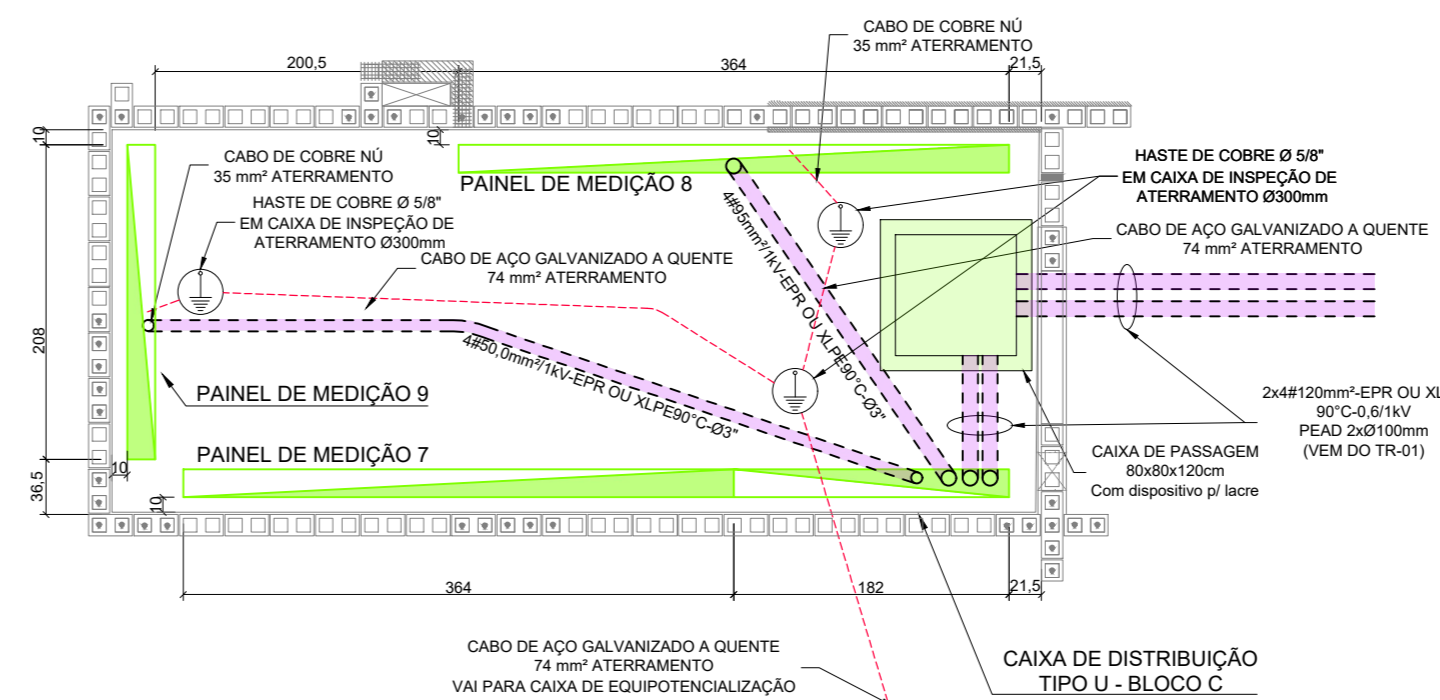 CABO DE COBRE NÚ
35 mm² ATERRAMENTO
200,5
364
21,5
10
10
CABO DE COBRE NÚ
35 mm² ATERRAMENTO
HASTE DE COBRE Ø 5/8"
EM CAIXA DE INSPEÇÃO DE
ATERRAMENTO Ø300mm
PAINEL DE MEDIÇÃO 8
HASTE DE COBRE Ø 5/8"
EM CAIXA DE INSPEÇÃO DE
ATERRAMENTO Ø300mm
CABO DE AÇO GALVANIZADO A QUENTE
74 mm² ATERRAMENTO
CABO DE AÇO GALVANIZADO A QUENTE
74 mm² ATERRAMENTO
4#95mm²/1kV-EPR OU XLPE90°C-Ø3"
208
4#50,0mm²/1kV-EPR OU XLPE90°C-Ø3"
PAINEL DE MEDIÇÃO 9
2x4#120mm²-EPR OU XL
90°C-0,6/1kV
PEAD 2xØ100mm
(VEM DO TR-01)
PAINEL DE MEDIÇÃO 7
CAIXA DE PASSAGEM
80x80x120cm
Com dispositivo p/ lacre
10
36,5
10
364
182
21,5
CABO DE AÇO GALVANIZADO A QUENTE
74 mm² ATERRAMENTO
VAI PARA CAIXA DE EQUIPOTENCIALIZAÇÃO
CAIXA DE DISTRIBUIÇÃO
TIPO U - BLOCO C